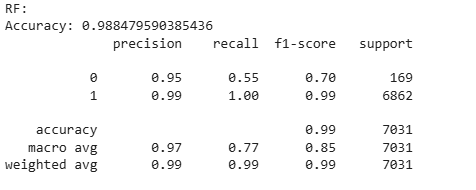 RF:
Accuracy: 0.988479590385436
precision recall f1-score support
0 0.95 0.55 0.70 169
1 0.99 1.00 0.99 6862
accuracy 0.99 7031
macro avg 0.97 0.77 0.85 7031
weighted avg 0.99 0.99 0.99 7031